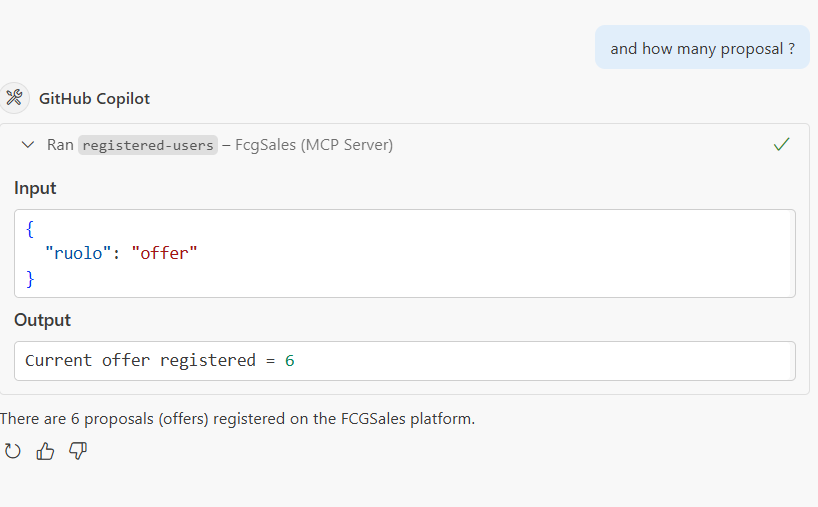 and how many proposal ?
GitHub Copilot
Ran registered-users – FcgSales (MCP Server)
Input
{
"ruolo": "offer"
}
Output
Current offer registered = 6
There are 6 proposals (offers) registered on the FCGSales platform.